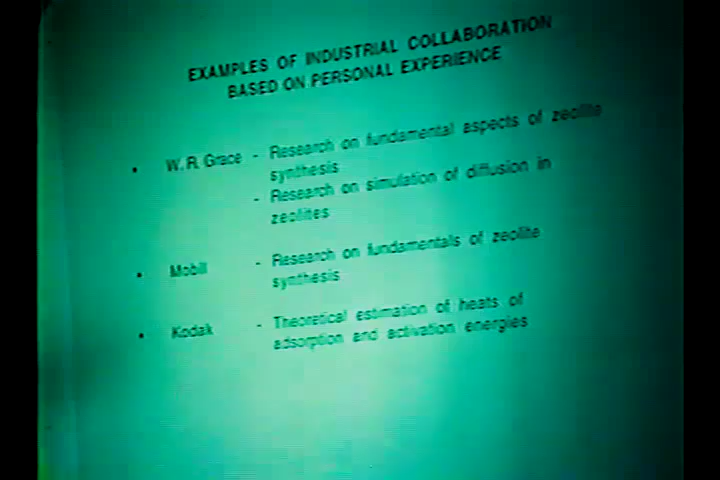 EXAMPLES OF INDUSTRIAL COLLABORATION
BASED ON PERSONAL EXPERIENCE
• W. R. Grace - Research on fundamental aspects of zeolite
synthesis
- Research on simulation of diffusion in
zeolites
• Mobil - Research on fundamentals of zeolite
synthesis
• Kodak - Theoretical estimation of heats of
adsorption and activation energies